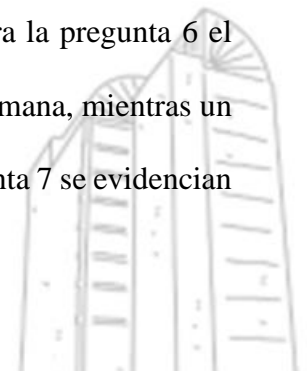 ra la pregunta 6 el
mana, mientras un
nta 7 se evidencian